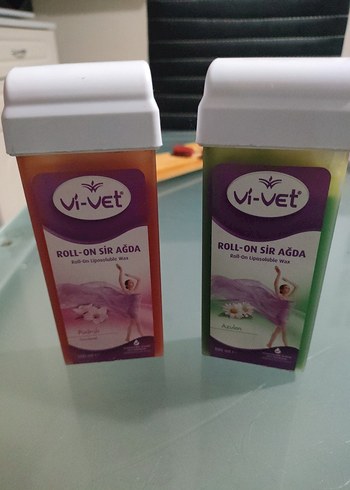 Vi-VET®
ROLL-ON SİR AĞDA
Roll-On Liposoluble Wax
Vi-VET®
ROLL-ON SİR AĞDA
Roll-On Liposoluble Wax
Azulen